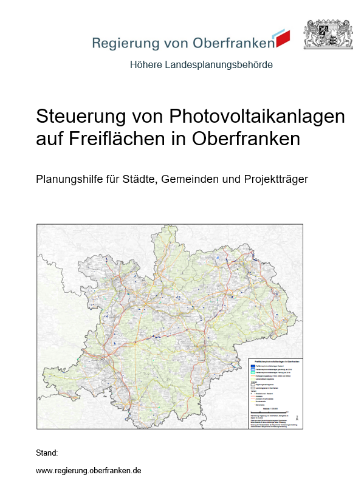 Regierung von Oberfranken
Höhere Landesplanungsbehörde
Steuerung von Photovoltaikanlagen
auf Freiflächen in Oberfranken
Planungshilfe für Städte, Gemeinden und Projektträger
Stand:
www.regierung.oberfranken.de